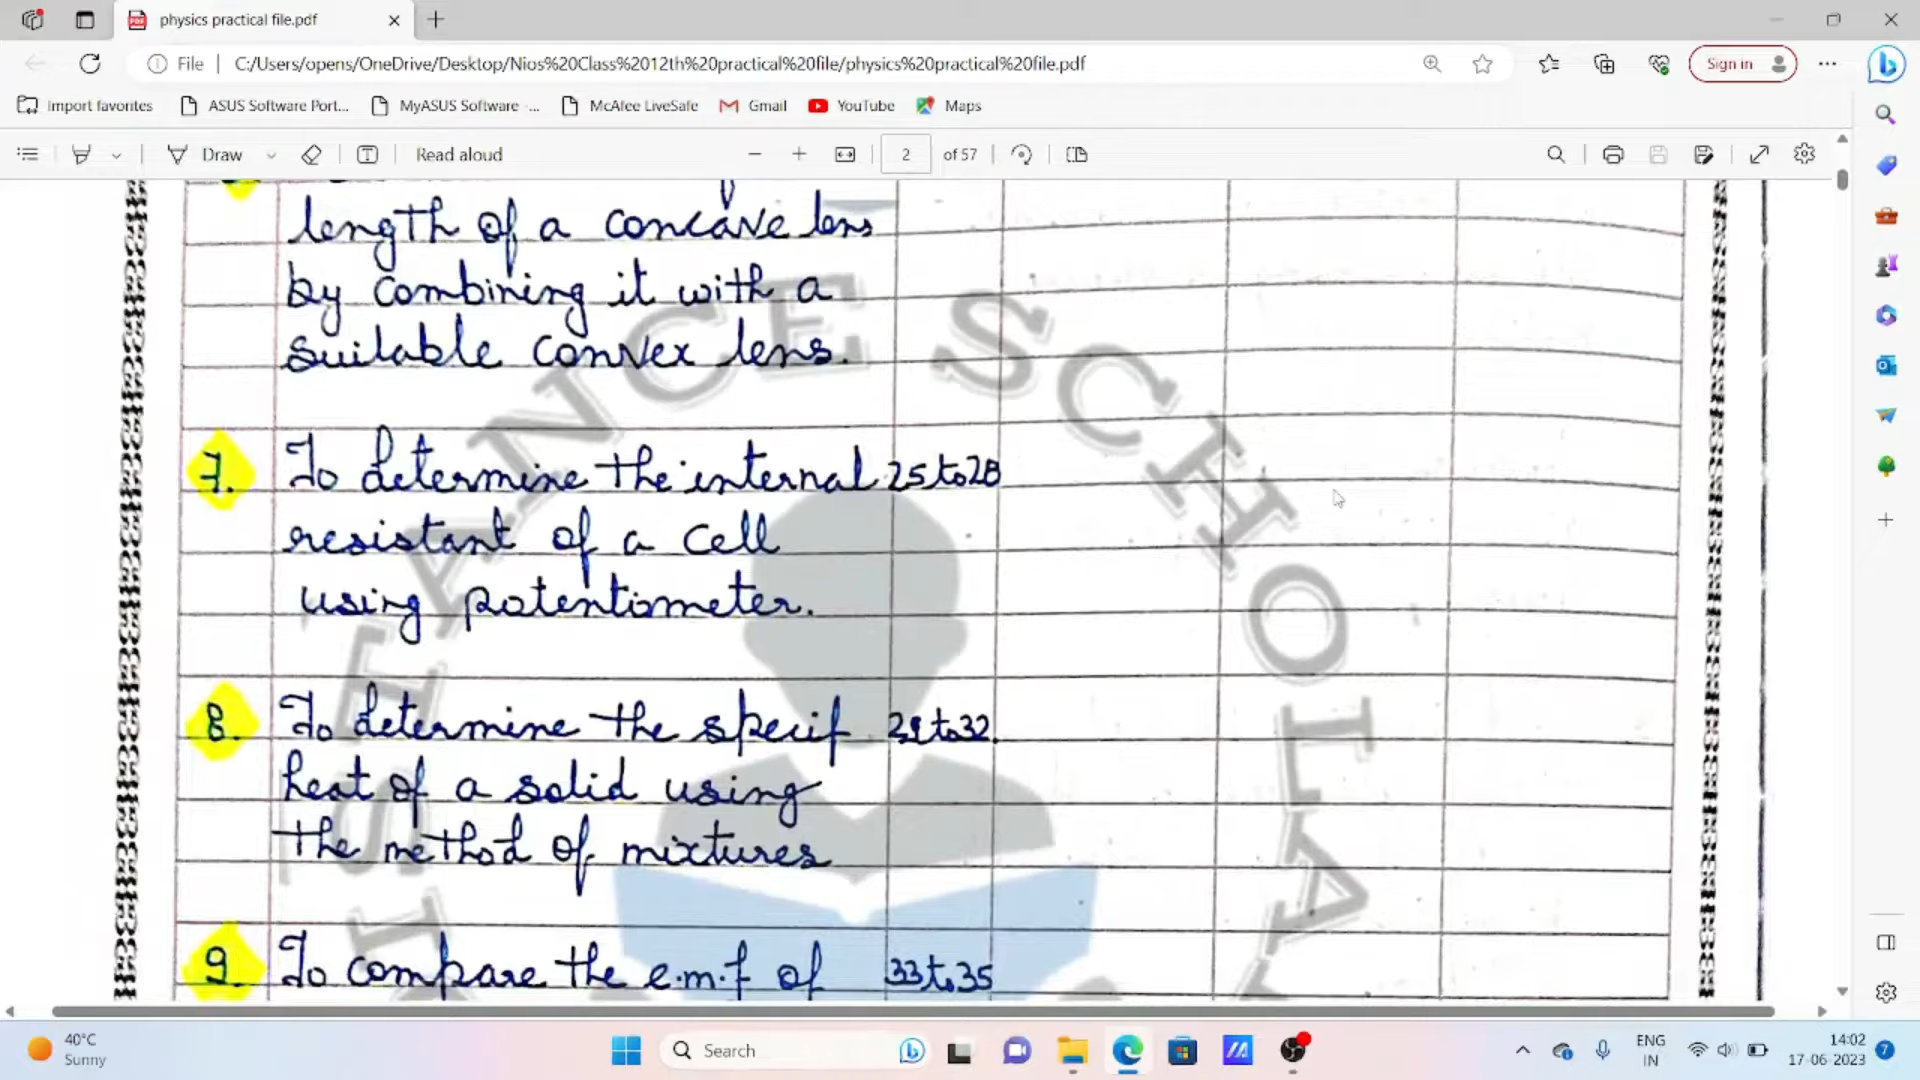 physics practical file.pdf
File
C:/Users/opens/OneDrive/Desktop/Nios%20Class%2012th%20practical%20file/physics%20practical%20file.pdf
Sign in
Import favorites ASUS Software Port... MyASUS Software - ... McAfee LiveSafe Gmail YouTube Maps
Draw Read aloud 2 of 57
length of a concave lens
by combining it with a
suilable convex lens.
7. To determine the internal 25 to 28
resistant of a cell
using potentiometer.
8. To determine the specif 29 to 32.
heat of a solid using
the method of mixtures
9. To compare the e.m.f of 33 to 35
40°C
Sunny
Search
ENG
IN
14:02
17-06-2023
7